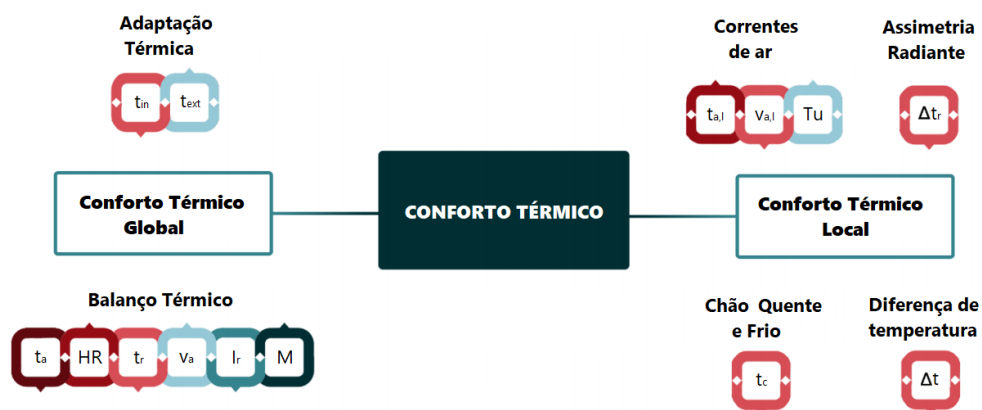 Adaptação
Térmica
tin text
Conforto Térmico
Global
Balanço Térmico
ta HR tr va Ir M
CONFORTO TÉRMICO
Correntes
de ar
ta,l va,l Tu
Assimetria
Radiante
Δtr
Conforto Térmico
Local
Chão Quente
e Frio
tc
Diferença de
temperatura
Δt